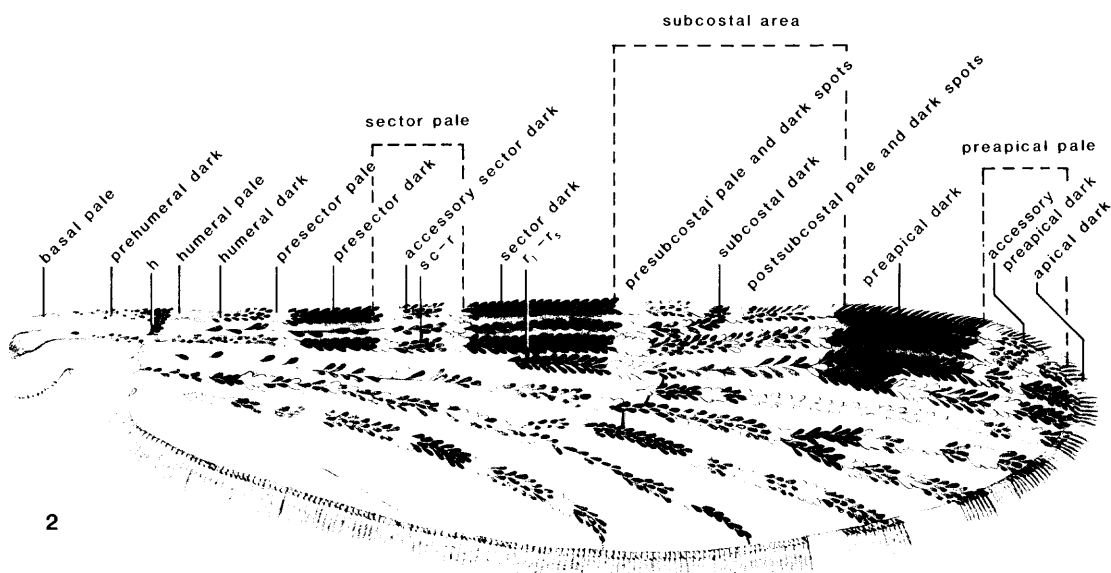 subcostal area
sector pale
preapical pale
basal pale
prehumeral dark
h
humeral pale
humeral dark
presector pale
presector dark
accessory sector dark
sc–r
sector dark
r₁–r₅
presubcostal pale and dark spots
subcostal dark
postsubcostal pale and dark spots
preapical dark
accessory
preapical dark
apical dark
2